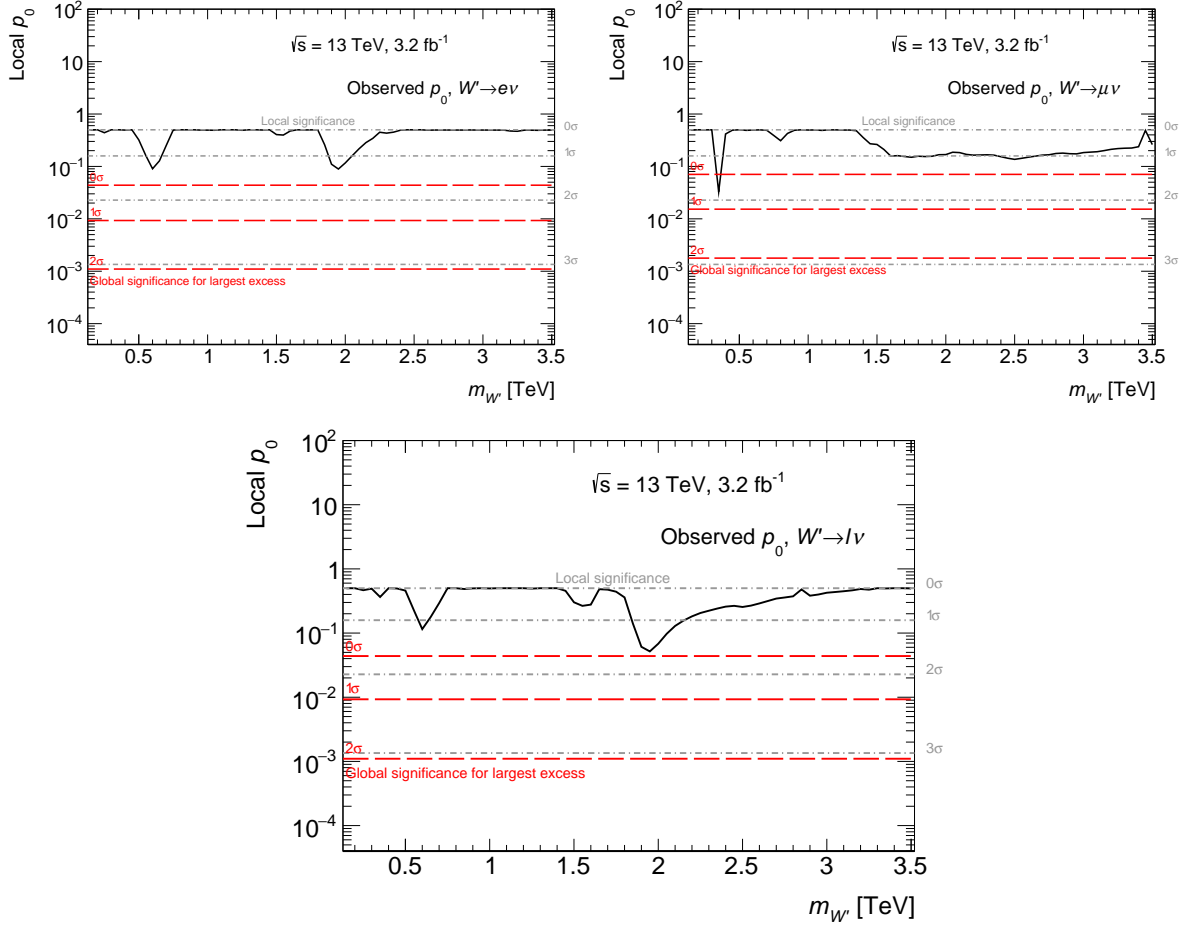 Local p₀
10²
10
1
10⁻¹
10⁻²
10⁻³
10⁻⁴
√s = 13 TeV, 3.2 fb⁻¹
Observed p₀, W'→eν
Local significance
0σ
1σ
2σ
3σ
0σ
1σ
2σ
Global significance for largest excess
0.5 1 1.5 2 2.5 3 3.5
m_W' [TeV]
Local p₀
10²
10
1
10⁻¹
10⁻²
10⁻³
10⁻⁴
√s = 13 TeV, 3.2 fb⁻¹
Observed p₀, W'→μν
Local significance
0σ
1σ
2σ
3σ
0σ
1σ
2σ
Global significance for largest excess
0.5 1 1.5 2 2.5 3 3.5
m_W' [TeV]
Local p₀
10²
10
1
10⁻¹
10⁻²
10⁻³
10⁻⁴
√s = 13 TeV, 3.2 fb⁻¹
Observed p₀, W'→lν
Local significance
0σ
1σ
2σ
3σ
0σ
1σ
2σ
Global significance for largest excess
0.5 1 1.5 2 2.5 3 3.5
m_W' [TeV]